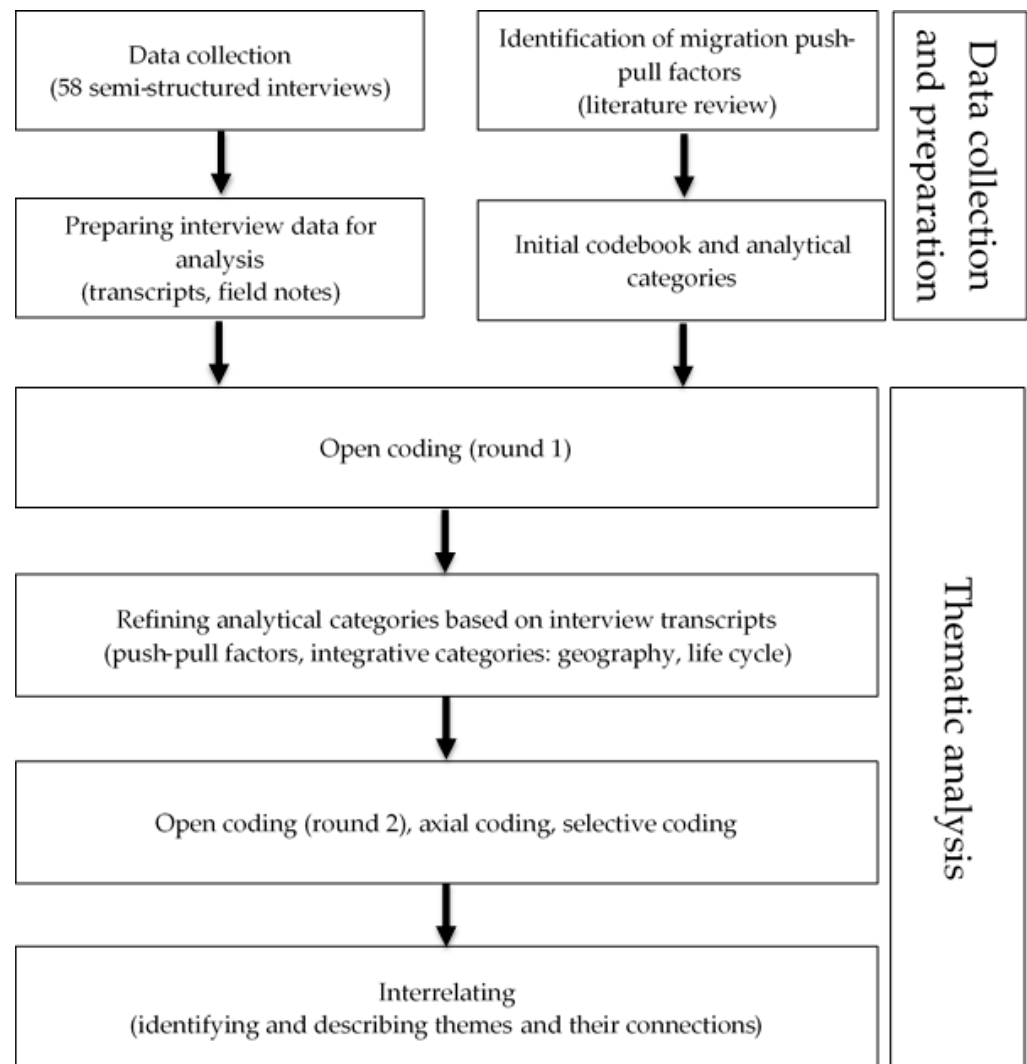 Data collection
(58 semi-structured interviews)
Identification of migration push-
pull factors
(literature review)
Data collection
and preparation
Preparing interview data for
analysis
(transcripts, field notes)
Initial codebook and analytical
categories
Open coding (round 1)
Refining analytical categories based on interview transcripts
(push-pull factors, integrative categories: geography, life cycle)
Open coding (round 2), axial coding, selective coding
Interrelating
(identifying and describing themes and their connections)
Thematic analysis